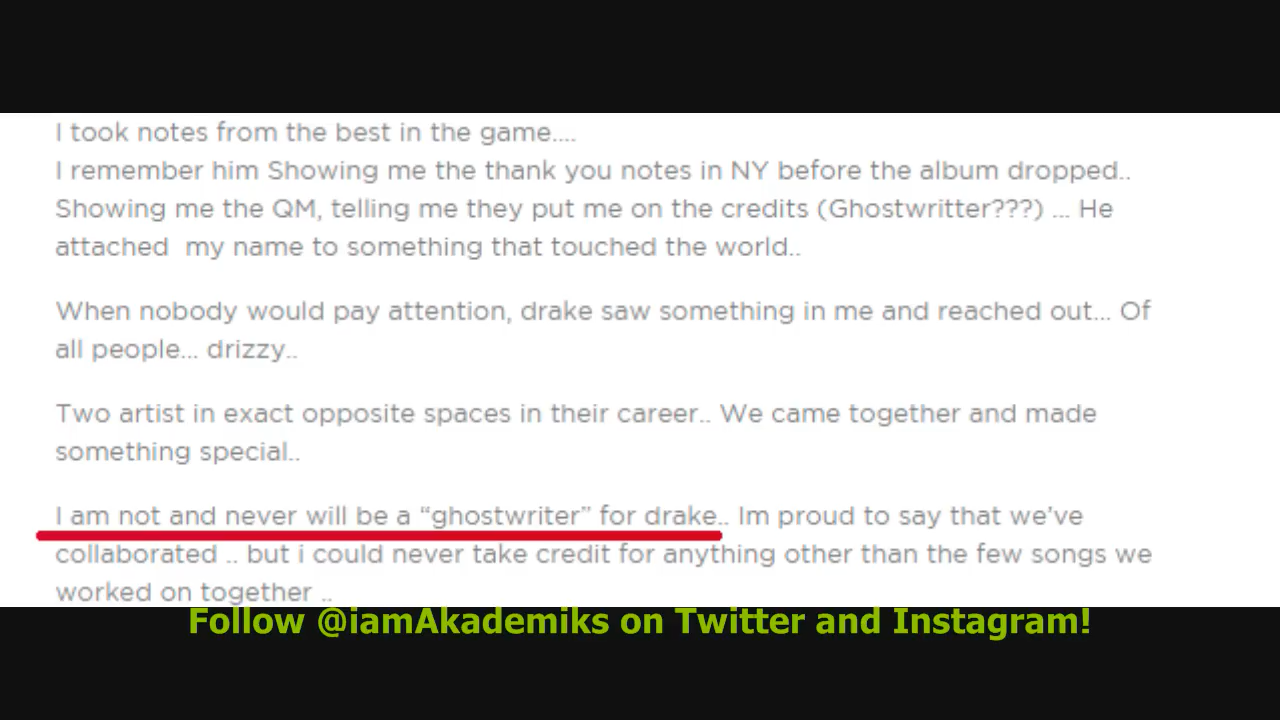 I took notes from the best in the game....
I remember him Showing me the thank you notes in NY before the album dropped..
Showing me the QM, telling me they put me on the credits (Ghostwritter???) ... He
attached  my name to something that touched the world..
When nobody would pay attention, drake saw something in me and reached out... Of
all people... drizzy..
Two artist in exact opposite spaces in their career.. We came together and made
something special..
I am not and never will be a “ghostwriter” for drake.. Im proud to say that we’ve
collaborated .. but i could never take credit for anything other than the few songs we
worked on together ..
Follow @iamAkademiks on Twitter and Instagram!